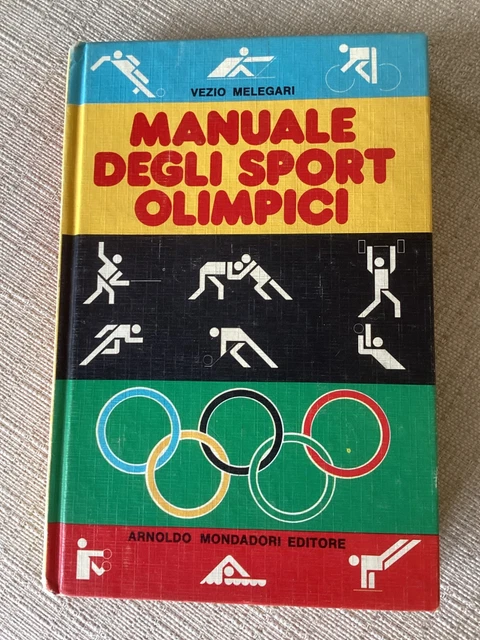 VEZIO MELEGARI
MANUALE
DEGLI SPORT
OLIMPICI
ARNOLDO MONDADORI EDITORE